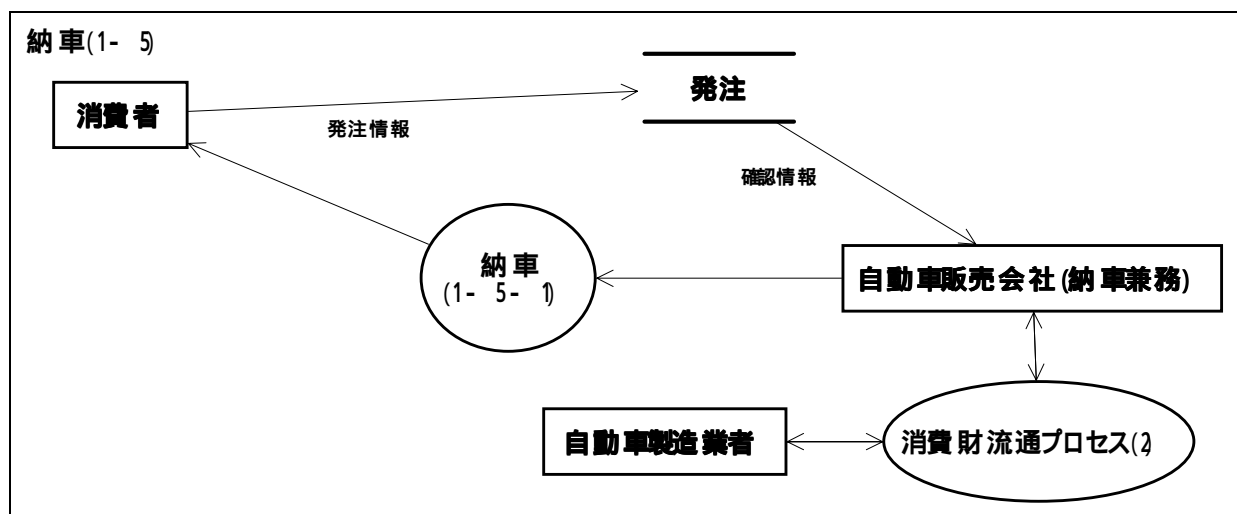 納車(1- 5)
消費者
発注
発注情報
確認情報
納車
(1- 5- 1)
自動車販売会社(納車兼務)
自動車製造業者
消費財流通プロセス(2)